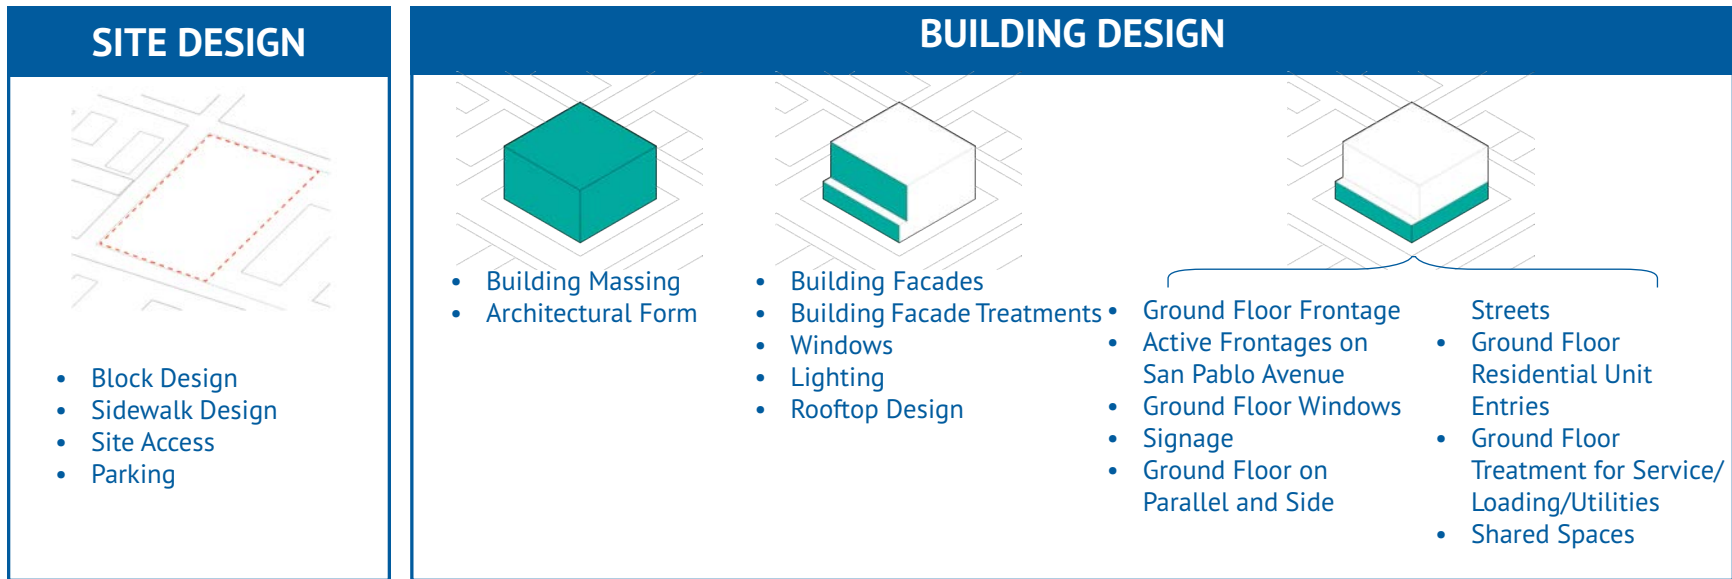 SITE DESIGN
• Block Design
• Sidewalk Design
• Site Access
• Parking
BUILDING DESIGN
• Building Massing
• Architectural Form
• Building Facades
• Building Facade Treatments
• Windows
• Lighting
• Rooftop Design
• Ground Floor Frontage
• Active Frontages on
San Pablo Avenue
• Ground Floor Windows
• Signage
• Ground Floor on
Parallel and Side
Streets
• Ground Floor
Residential Unit
Entries
• Ground Floor
Treatment for Service/
Loading/Utilities
• Shared Spaces